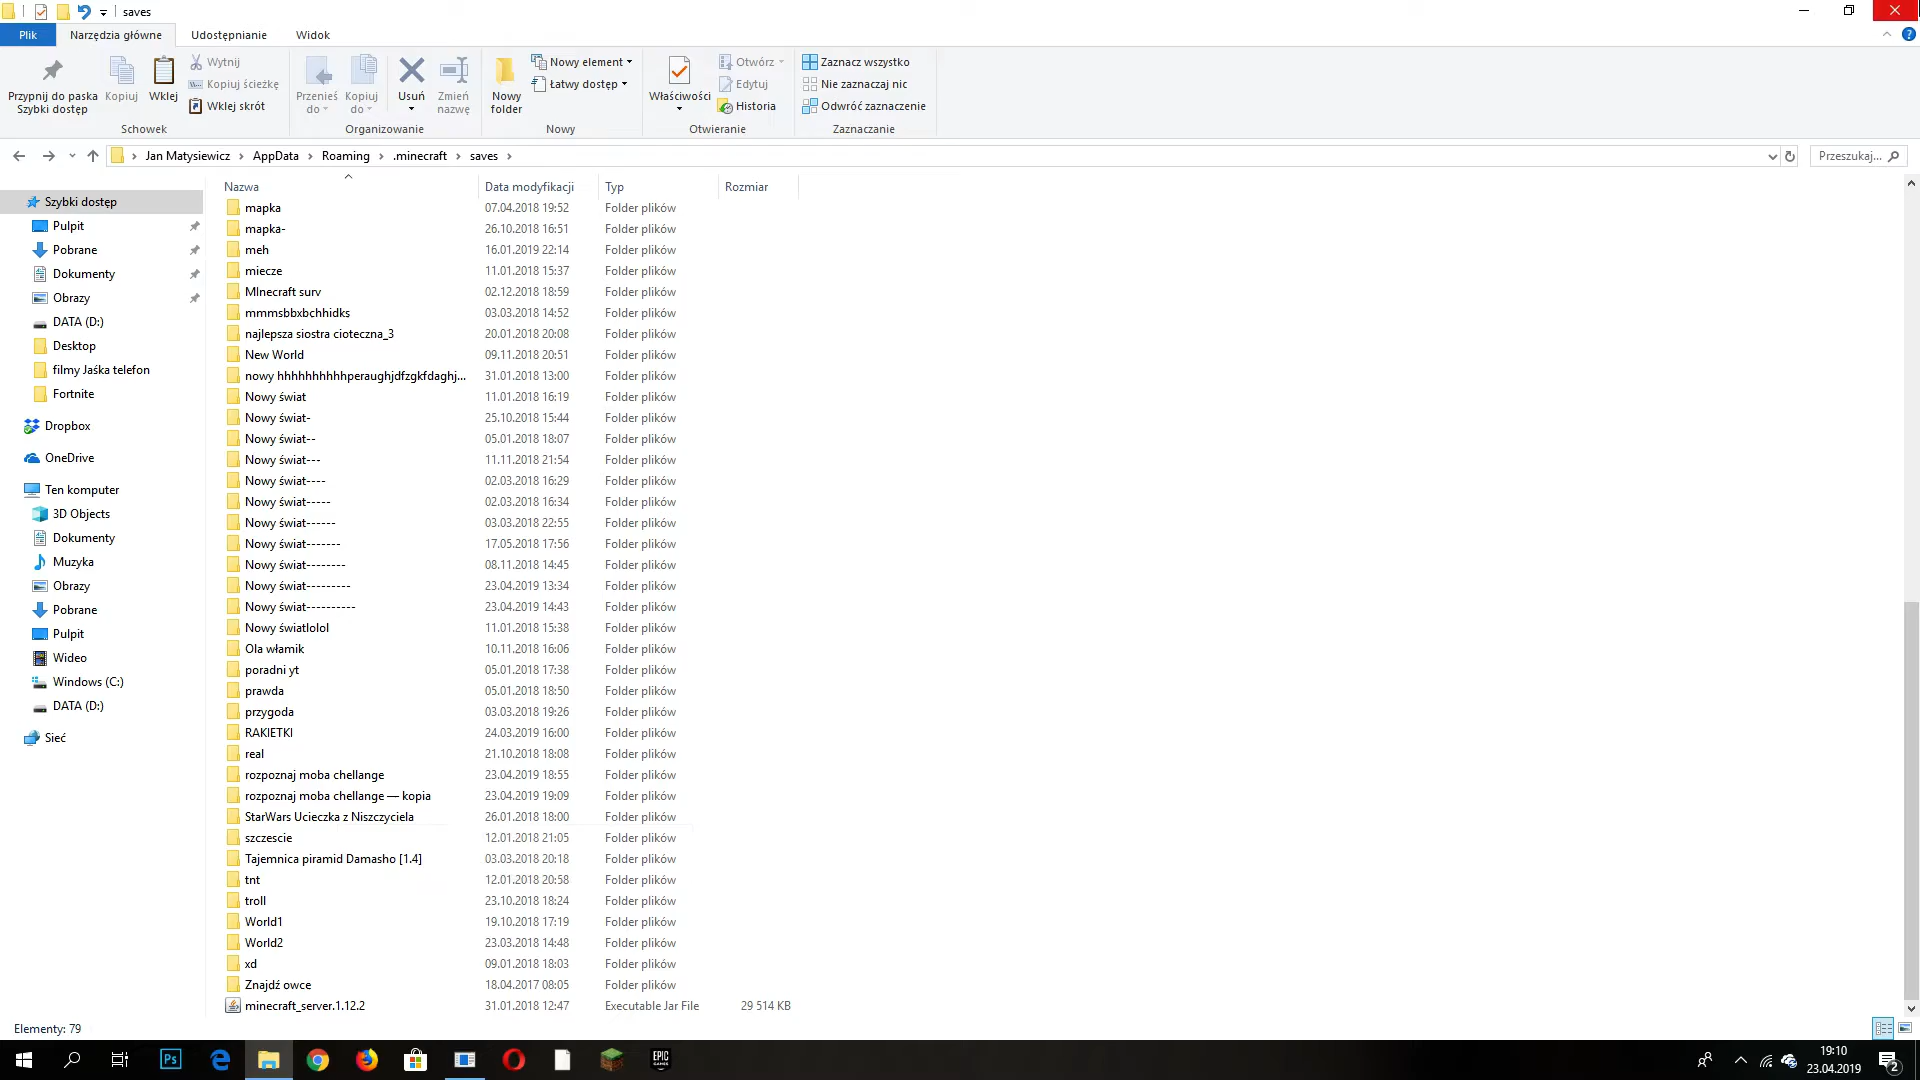 saves
Plik Narzędzia główne Udostępnianie Widok
Przypnij do paska Szybki dostęp
Kopiuj
Wklej
Wytnij
Kopiuj ścieżkę
Wklej skrót
Schowek
Przenieś do
Kopiuj do
Usuń
Zmień nazwę
Organizowanie
Nowy folder
Nowy element
Łatwy dostęp
Nowy
Właściwości
Otwórz
Edytuj
Historia
Otwieranie
Zaznacz wszystko
Nie zaznaczaj nic
Odwróć zaznaczenie
Zaznaczanie
Jan Matysiewicz > AppData > Roaming > .minecraft > saves >
Przeszukaj...
Szybki dostęp
Pulpit
Pobrane
Dokumenty
Obrazy
DATA (D:)
Desktop
filmy Jaśka telefon
Fortnite
Dropbox
OneDrive
Ten komputer
3D Objects
Dokumenty
Muzyka
Obrazy
Pobrane
Pulpit
Wideo
Windows (C:)
DATA (D:)
Sieć
Nazwa Data modyfikacji Typ Rozmiar
mapka 07.04.2018 19:52 Folder plików
mapka- 26.10.2018 16:51 Folder plików
meh 16.01.2019 22:14 Folder plików
miecze 11.01.2018 15:37 Folder plików
MInecraft surv 02.12.2018 18:59 Folder plików
mmmsbbxbchhidks 03.03.2018 14:52 Folder plików
najlepsza siostra cioteczna_3 20.01.2018 20:08 Folder plików
New World 09.11.2018 20:51 Folder plików
nowy hhhhhhhhhhperaughjdfzgkfdaghj... 31.01.2018 13:00 Folder plików
Nowy świat 11.01.2018 16:19 Folder plików
Nowy świat- 25.10.2018 15:44 Folder plików
Nowy świat-- 05.01.2018 18:07 Folder plików
Nowy świat--- 11.11.2018 21:54 Folder plików
Nowy świat---- 02.03.2018 16:29 Folder plików
Nowy świat----- 02.03.2018 16:34 Folder plików
Nowy świat------ 03.03.2018 22:55 Folder plików
Nowy świat------- 17.05.2018 17:56 Folder plików
Nowy świat-------- 08.11.2018 14:45 Folder plików
Nowy świat--------- 23.04.2019 13:34 Folder plików
Nowy świat---------- 23.04.2019 14:43 Folder plików
Nowy światlolol 11.01.2018 15:38 Folder plików
Ola włamik 10.11.2018 16:06 Folder plików
poradni yt 05.01.2018 17:38 Folder plików
prawda 05.01.2018 18:50 Folder plików
przygoda 03.03.2018 19:26 Folder plików
RAKIETKI 24.03.2019 16:00 Folder plików
real 21.10.2018 18:08 Folder plików
rozpoznaj moba chellange 23.04.2019 18:55 Folder plików
rozpoznaj moba chellange — kopia 23.04.2019 19:09 Folder plików
StarWars Ucieczka z Niszczyciela 26.01.2018 18:00 Folder plików
szczescie 12.01.2018 21:05 Folder plików
Tajemnica piramid Damasho [1.4] 03.03.2018 20:18 Folder plików
tnt 12.01.2018 20:58 Folder plików
troll 23.10.2018 18:24 Folder plików
World1 19.10.2018 17:19 Folder plików
World2 23.03.2018 14:48 Folder plików
xd 09.01.2018 18:03 Folder plików
Znajdź owce 18.04.2017 08:05 Folder plików
minecraft_server.1.12.2 31.01.2018 12:47 Executable Jar File 29 514 KB
Elementy: 79
Ps
EPIC GAMES
19:10
23.04.2019
2